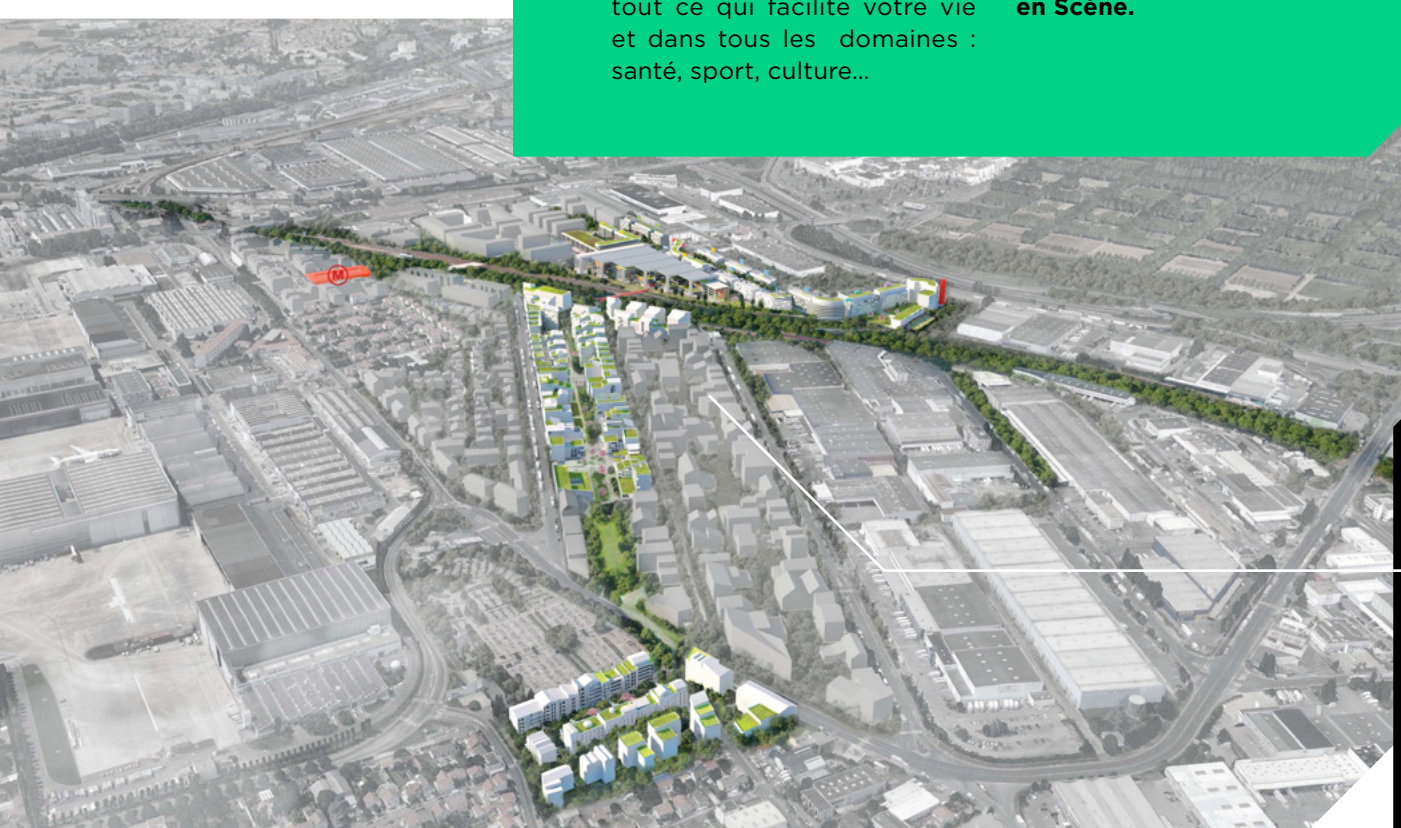 tout ce qui facilite votre vie
et dans tous les domaines :
santé, sport, culture...
en Scène.
M